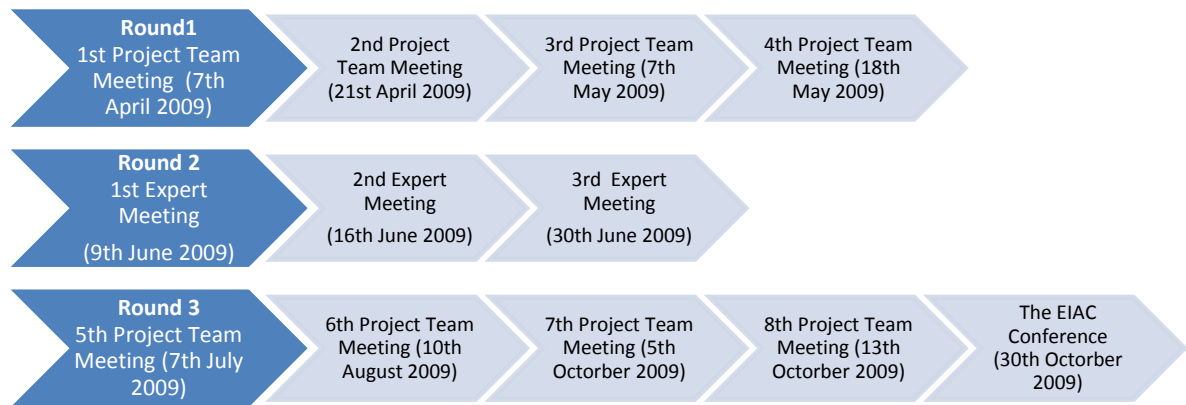 Round1
1st Project Team
Meeting (7th
April 2009)
2nd Project
Team Meeting
(21st April 2009)
3rd Project Team
Meeting (7th
May 2009)
4th Project Team
Meeting (18th
May 2009)
Round 2
1st Expert
Meeting
(9th June 2009)
2nd Expert
Meeting
(16th June 2009)
3rd Expert
Meeting
(30th June 2009)
Round 3
5th Project Team
Meeting (7th July
2009)
6th Project Team
Meeting (10th
August 2009)
7th Project Team
Meeting (5th
Octorber 2009)
8th Project Team
Meeting (13th
Octorber 2009)
The EIAC
Conference
(30th Octorber
2009)